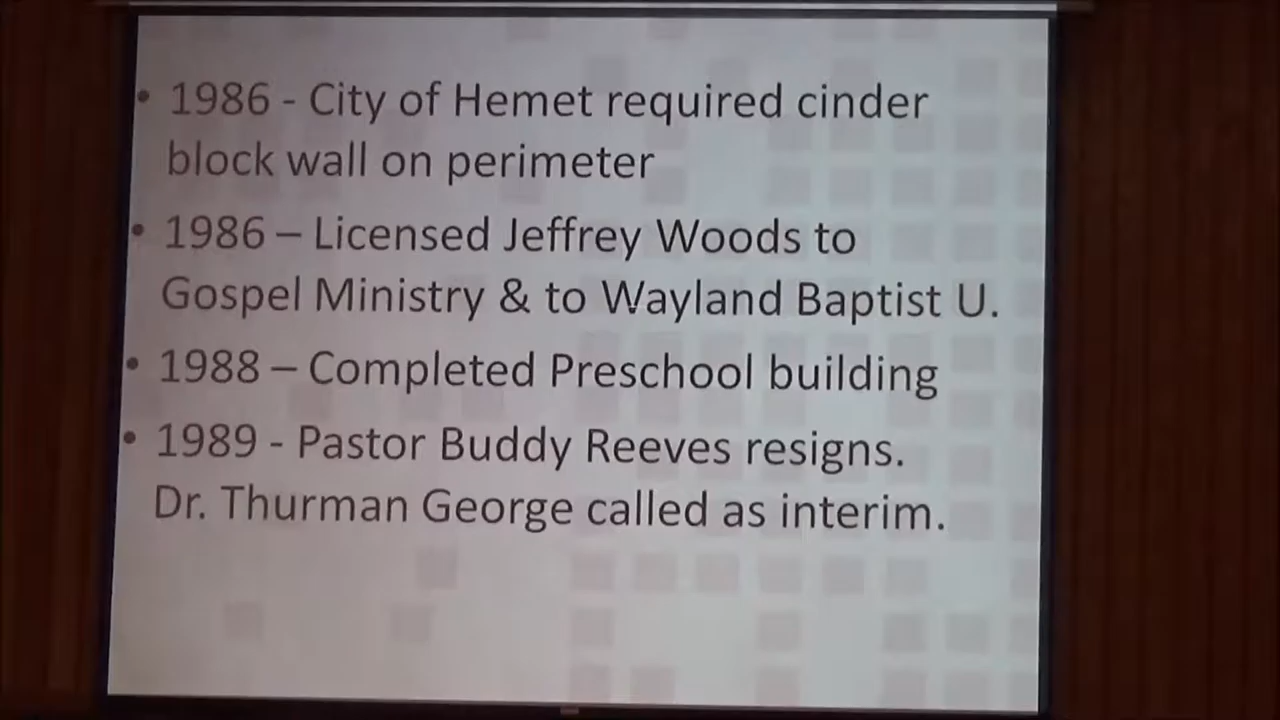 • 1986 - City of Hemet required cinder
block wall on perimeter
• 1986 – Licensed Jeffrey Woods to
Gospel Ministry & to Wayland Baptist U.
• 1988 – Completed Preschool building
• 1989 - Pastor Buddy Reeves resigns.
Dr. Thurman George called as interim.